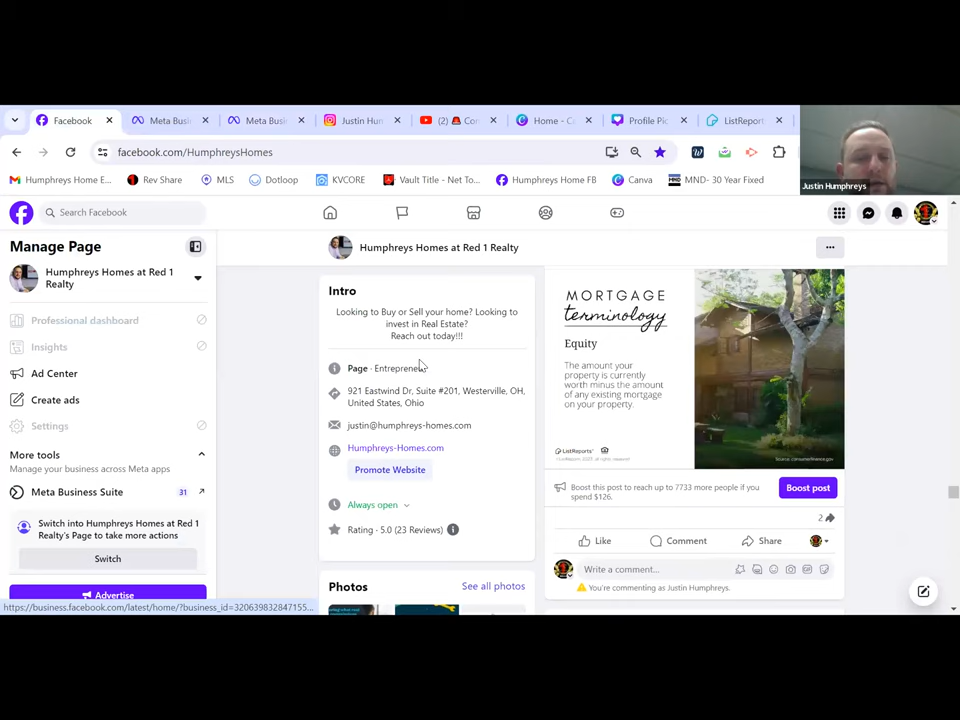 Facebook
Meta Busi
Meta Busi
Justin Hun
(2) Con
Home - Ca
Profile Pic
ListReport
facebook.com/HumphreysHomes
Humphreys Home E...
Rev Share
MLS
Dotloop
KVCORE
Vault Title - Net To...
Humphreys Home FB
Canva
MND- 30 Year Fixed
Justin Humphreys
Search Facebook
Manage Page
Humphreys Homes at Red 1
Realty
Professional dashboard
Insights
Ad Center
Create ads
Settings
More tools
Manage your business across Meta apps
Meta Business Suite
31
Switch into Humphreys Homes at Red 1
Realty's Page to take more actions
Switch
Advertise
https://business.facebook.com/latest/home/?business_id=320639832847155...
Humphreys Homes at Red 1 Realty
Intro
Looking to Buy or Sell your home? Looking to
invest in Real Estate?
Reach out today!!!
Page · Entrepreneur
921 Eastwind Dr, Suite #201, Westerville, OH,
United States, Ohio
justin@humphreys-homes.com
Humphreys-Homes.com
Promote Website
Always open
Rating · 5.0 (23 Reviews)
Photos
See all photos
MORTGAGE
terminology
Equity
The amount your
property is currently
worth minus the amount
of any existing mortgage
on your property.
ListReports
Source: consumerfinance.gov
Boost this post to reach up to 7733 more people if you
spend $126.
Boost post
2
Like
Comment
Share
Write a comment...
You're commenting as Justin Humphreys.